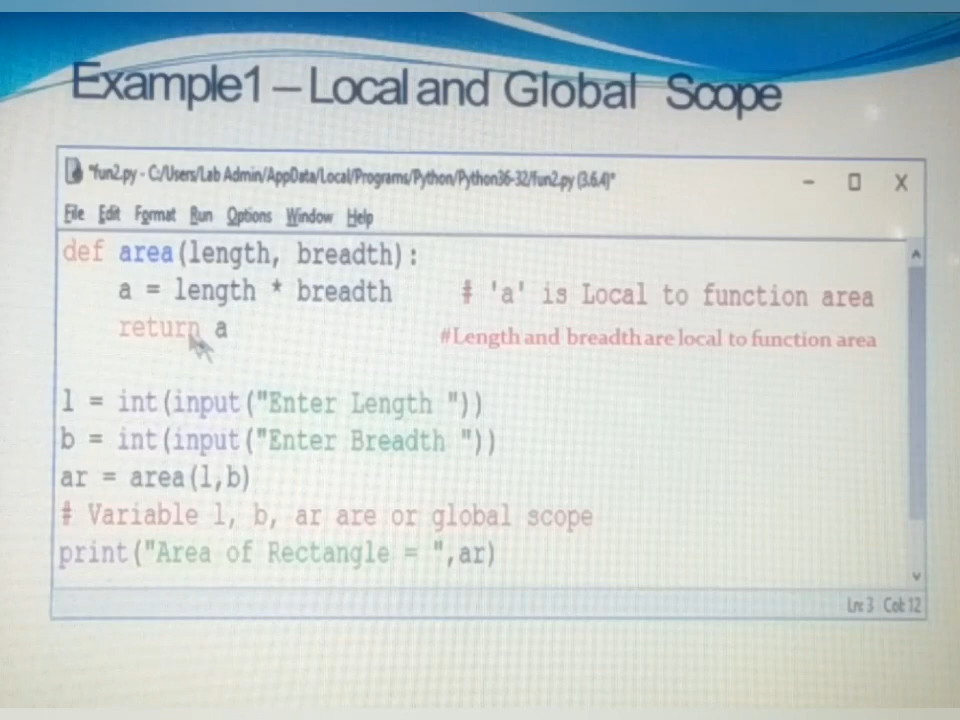 Example1 – Local and Global Scope
*fun2.py - C:/Users/Lab Admin/AppData/Local/Programs/Python/Python36-32/fun2.py (3.6.4)*
File Edit Format Run Options Window Help
def area(length, breadth):
    a = length * breadth     # 'a' is Local to function area
    return a     #Length and breadth are local to function area
l = int(input("Enter Length "))
b = int(input("Enter Breadth "))
ar = area(l,b)
# Variable l, b, ar are or global scope
print("Area of Rectangle = ",ar)
Ln: 3 Col: 12